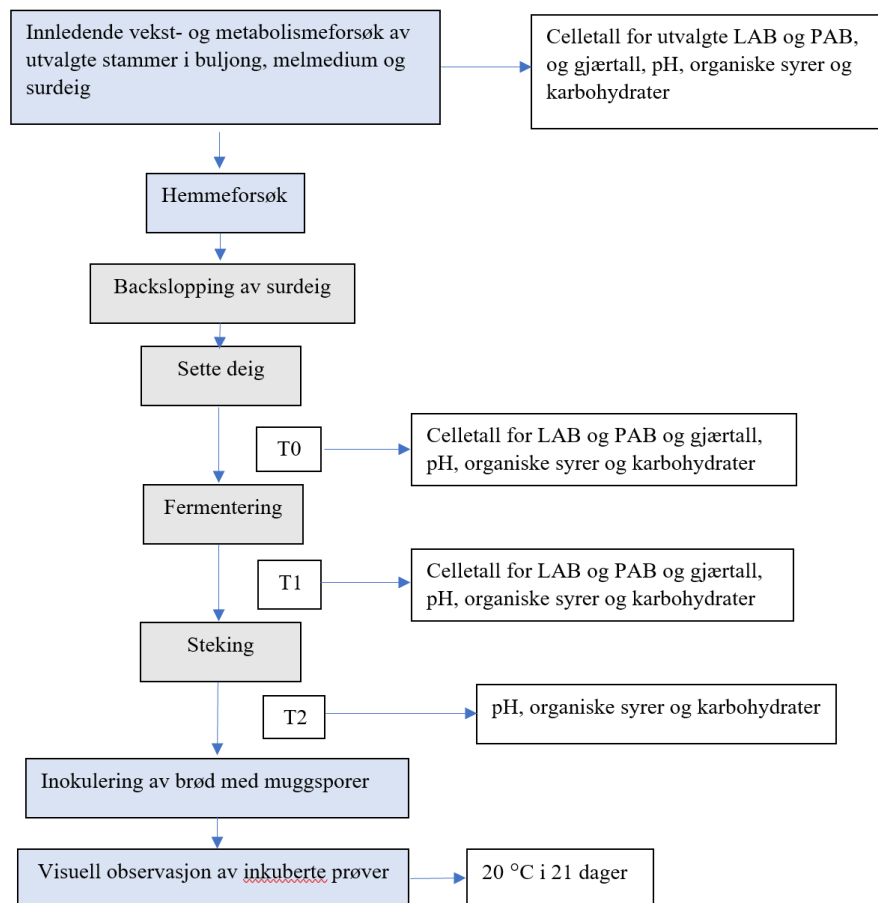 Innledende vekst- og metabolismeforsøk av
utvalgte stammer i buljong, melmedium og
surdeig
Celletall for utvalgte LAB og PAB,
og gjærtall, pH, organiske syrer og
karbohydrater
Hemmeforsøk
Backslopping av surdeig
Sette deig
T0
Celletall for LAB og PAB og gjærtall,
pH, organiske syrer og karbohydrater
Fermentering
T1
Celletall for LAB og PAB og gjærtall,
pH, organiske syrer og karbohydrater
Steking
T2
pH, organiske syrer og karbohydrater
Inokulering av brød med muggsporer
Visuell observasjon av inkuberte prøver
20 °C i 21 dager